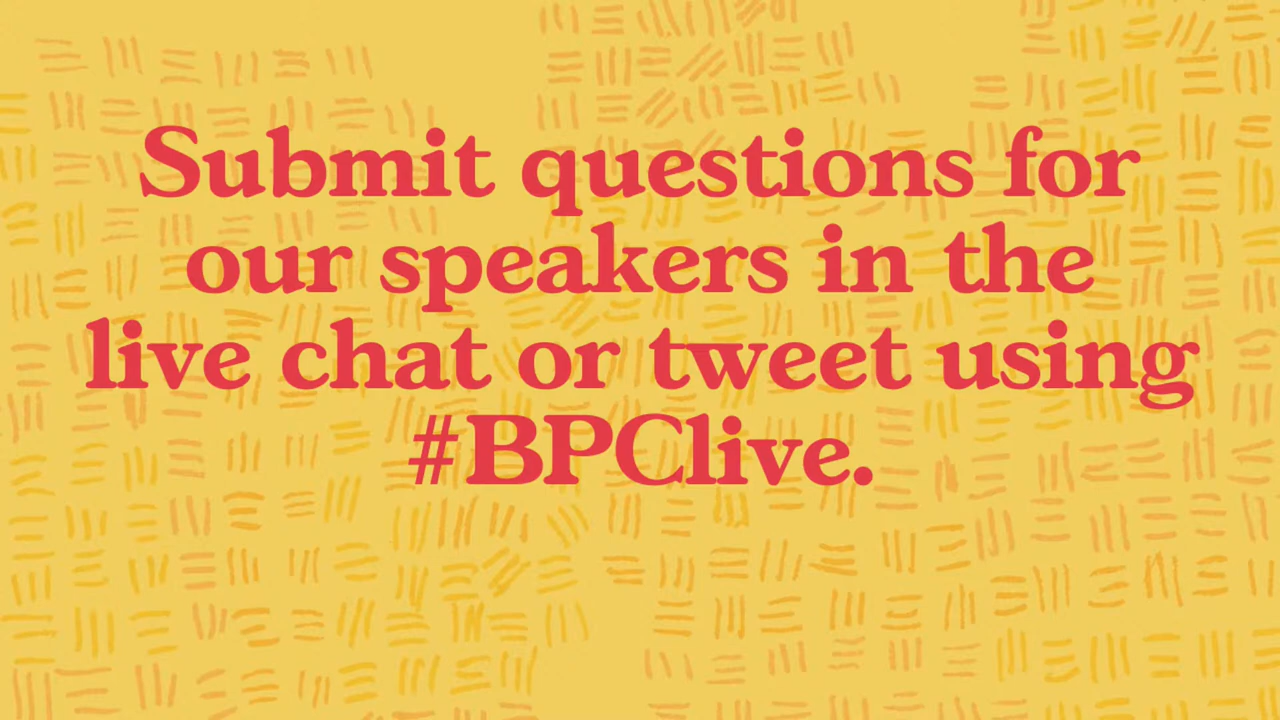 Submit questions for
our speakers in the
live chat or tweet using
#BPClive.